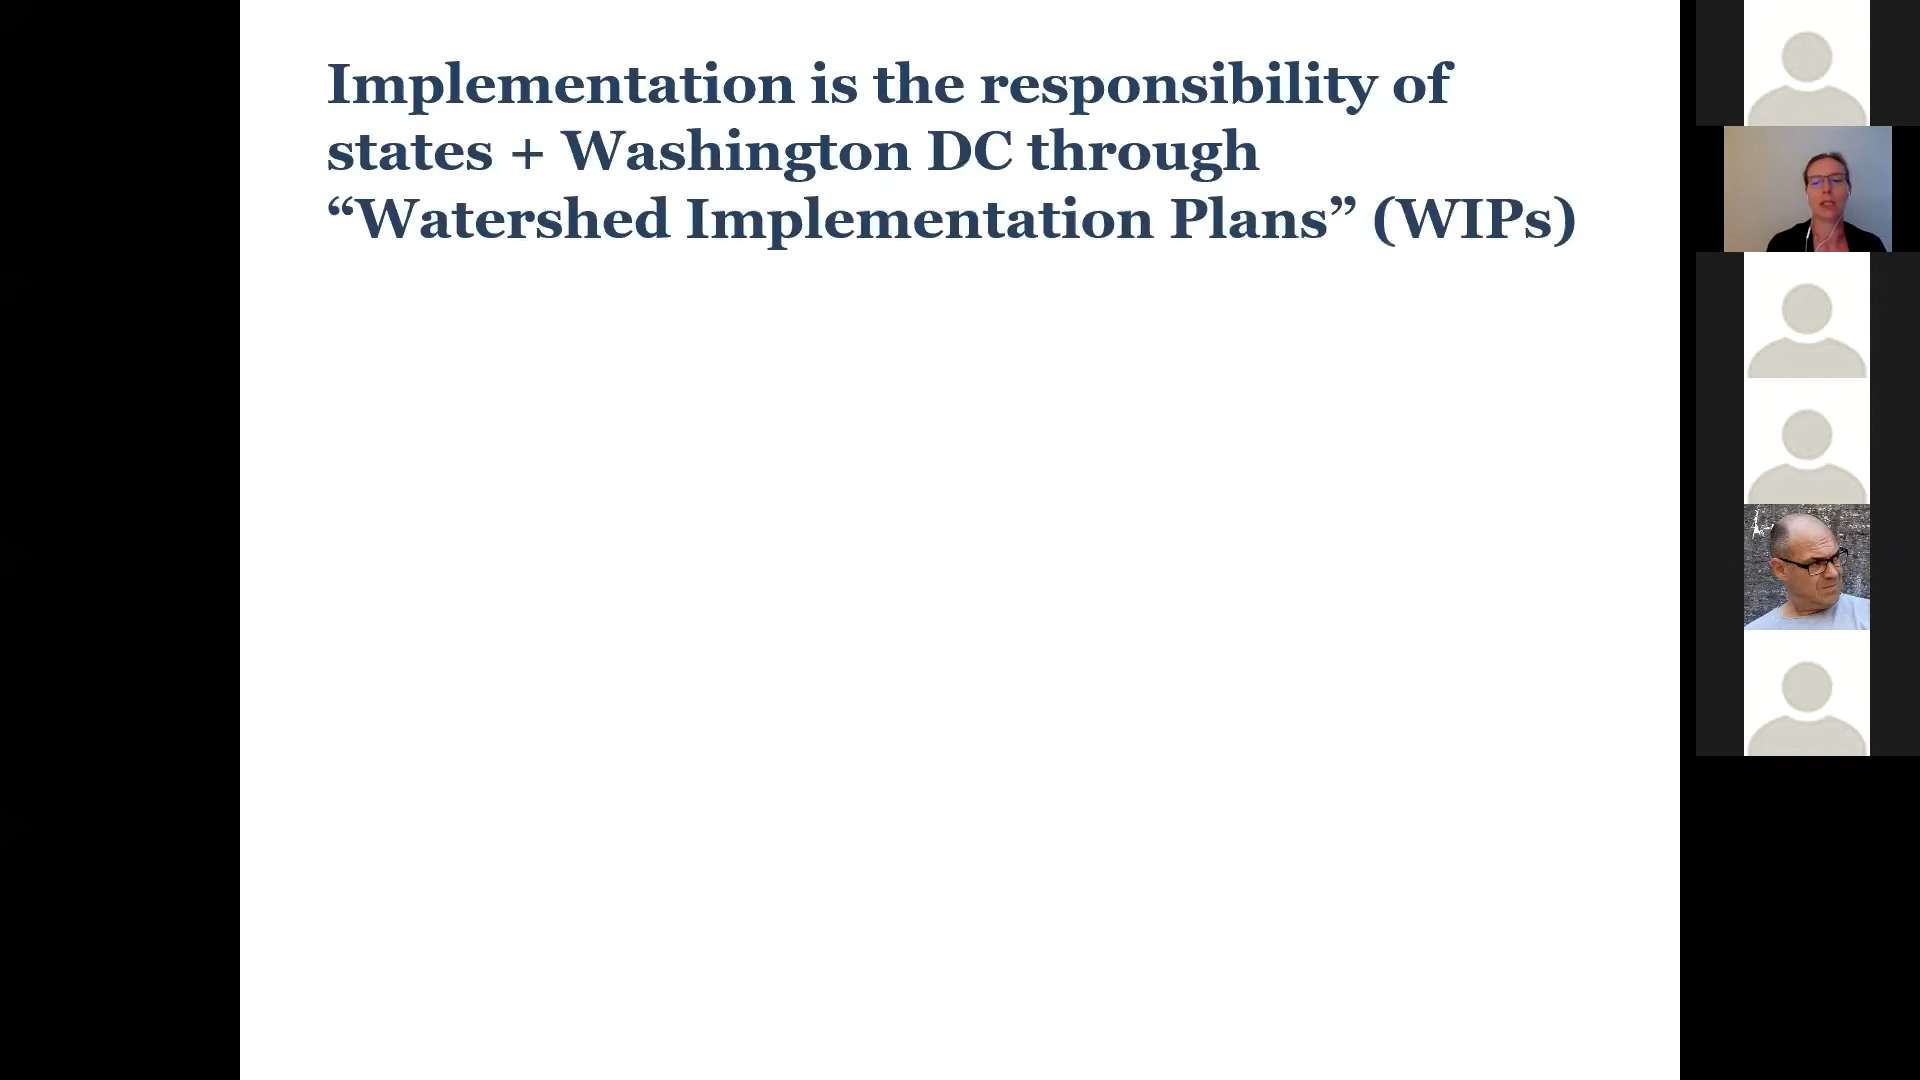 Implementation is the responsibility of
states + Washington DC through
“Watershed Implementation Plans” (WIPs)